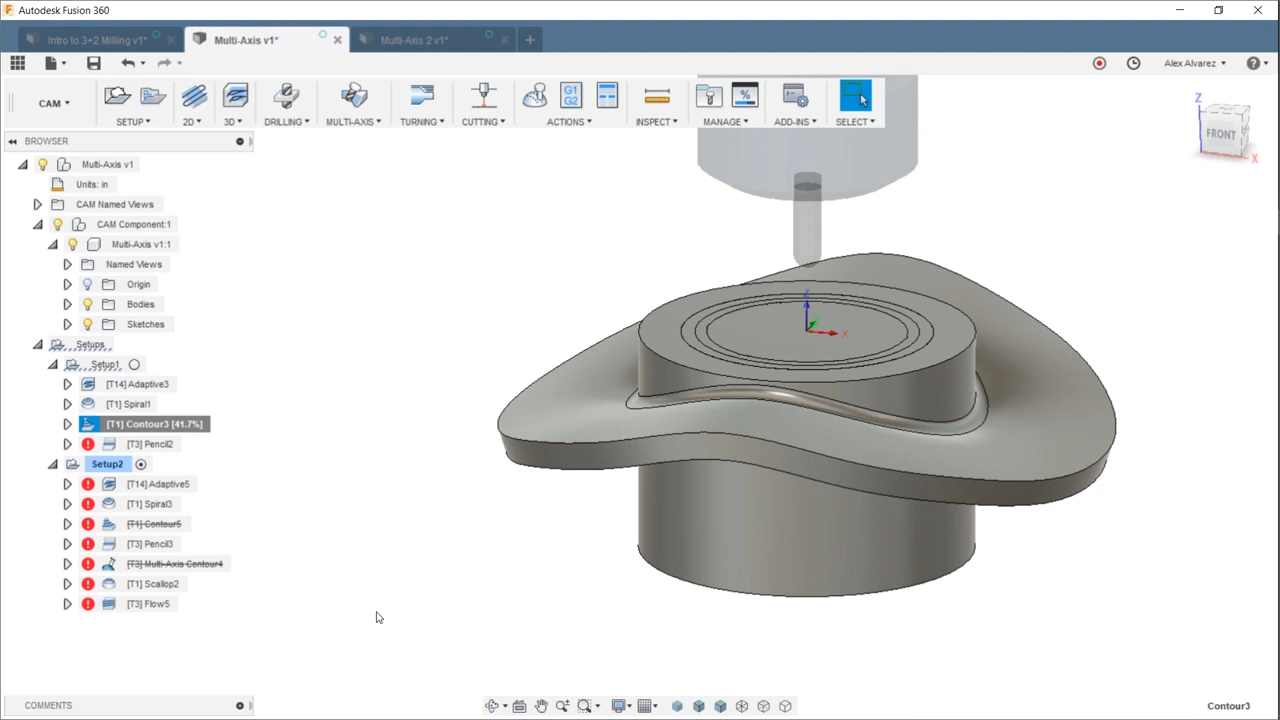 Autodesk Fusion 360
Intro to 3+2 Milling v1*
Multi-Axis v1*
Multi-Axis 2 v1*
Alex Alvarez
CAM
SETUP
2D
3D
DRILLING
MULTI-AXIS
TURNING
CUTTING
G1
G2
ACTIONS
INSPECT
%
MANAGE
ADD-INS
SELECT
Z
FRONT
X
BROWSER
Multi-Axis v1
Units: in
CAM Named Views
CAM Component:1
Multi-Axis v1:1
Named Views
Origin
Bodies
Sketches
Setups
Setup1
[T14] Adaptive3
[T1] Spiral1
[T1] Contour3 [41.7%]
[T3] Pencil2
Setup2
[T14] Adaptive5
[T1] Spiral3
[T1] Contour5
[T3] Pencil3
[T3] Multi-Axis Contour4
[T1] Scallop2
[T3] Flow5
Z
X
COMMENTS
Contour3